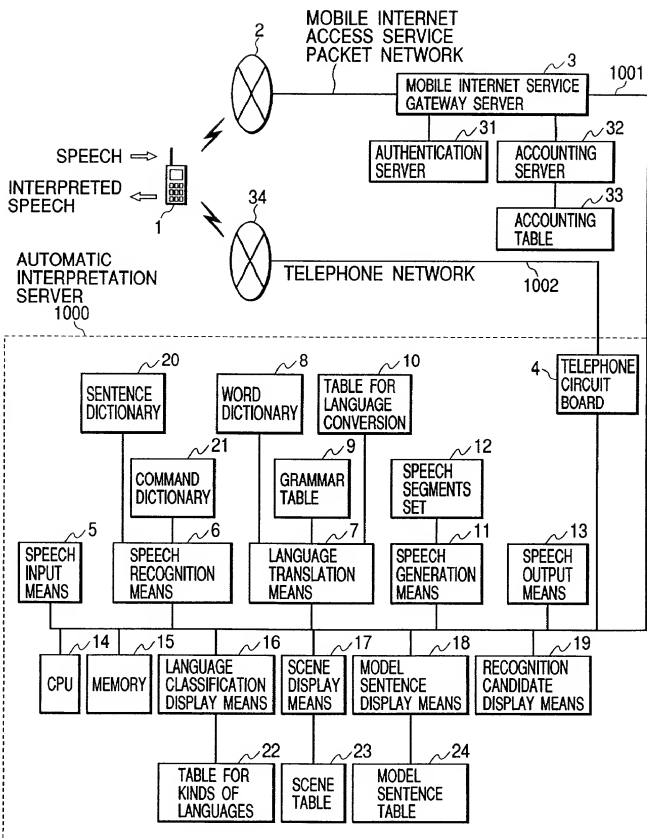 MOBILE INTERNET
ACCESS SERVICE
PACKET NETWORK
2
3
1001
MOBILE INTERNET SERVICE
GATEWAY SERVER
31
32
AUTHENTICATION
SERVER
ACCOUNTING
SERVER
33
ACCOUNTING
TABLE
SPEECH
INTERPRETED
SPEECH
1
34
TELEPHONE NETWORK
1002
AUTOMATIC
INTERPRETATION
SERVER
1000
4
TELEPHONE
CIRCUIT
BOARD
20
SENTENCE
DICTIONARY
8
WORD
DICTIONARY
10
TABLE FOR
LANGUAGE
CONVERSION
21
COMMAND
DICTIONARY
9
GRAMMAR
TABLE
12
SPEECH
SEGMENTS
SET
5
SPEECH
INPUT
MEANS
6
SPEECH
RECOGNITION
MEANS
7
LANGUAGE
TRANSLATION
MEANS
11
SPEECH
GENERATION
MEANS
13
SPEECH
OUTPUT
MEANS
14
CPU
15
MEMORY
16
LANGUAGE
CLASSIFICATION
DISPLAY MEANS
17
SCENE
DISPLAY
MEANS
18
MODEL
SENTENCE
DISPLAY MEANS
19
RECOGNITION
CANDIDATE
DISPLAY MEANS
22
TABLE FOR
KINDS OF
LANGUAGES
23
SCENE
TABLE
24
MODEL
SENTENCE
TABLE